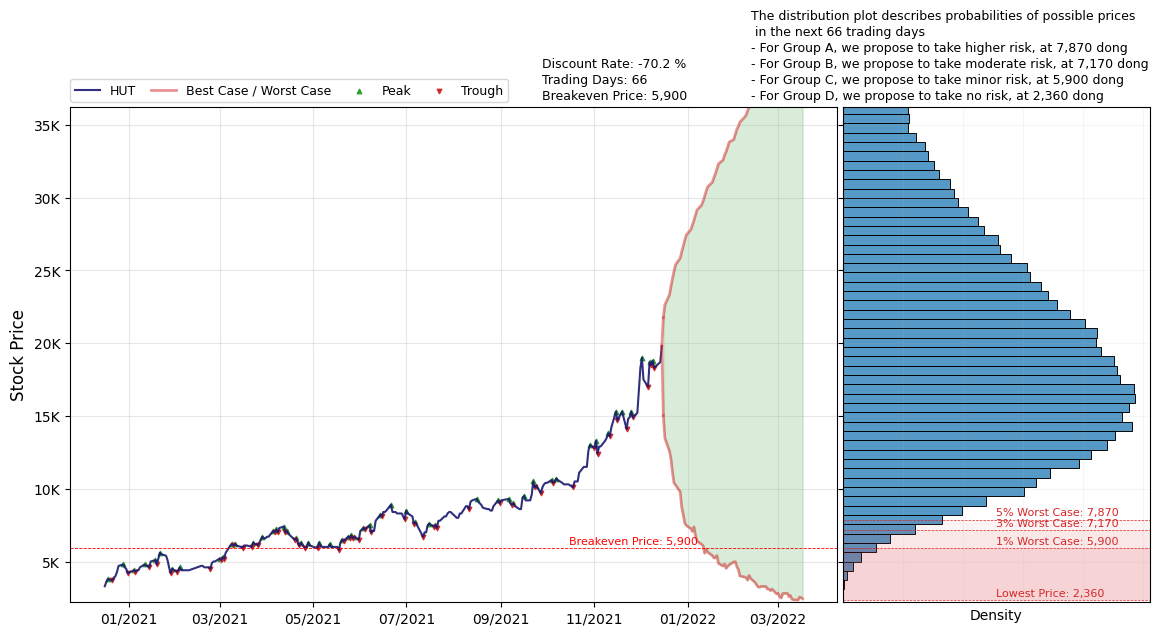 The distribution plot describes probabilities of possible prices
in the next 66 trading days
- For Group A, we propose to take higher risk, at 7,870 dong
- For Group B, we propose to take moderate risk, at 7,170 dong
- For Group C, we propose to take minor risk, at 5,900 dong
- For Group D, we propose to take no risk, at 2,360 dong
Discount Rate: -70.2 %
Trading Days: 66
Breakeven Price: 5,900
HUT Best Case / Worst Case Peak Trough
Stock Price
35K
30K
25K
20K
15K
10K
5K
Breakeven Price: 5,900
01/2021 03/2021 05/2021 07/2021 09/2021 11/2021 01/2022 03/2022
5% Worst Case: 7,870
3% Worst Case: 7,170
1% Worst Case: 5,900
Lowest Price: 2,360
Density